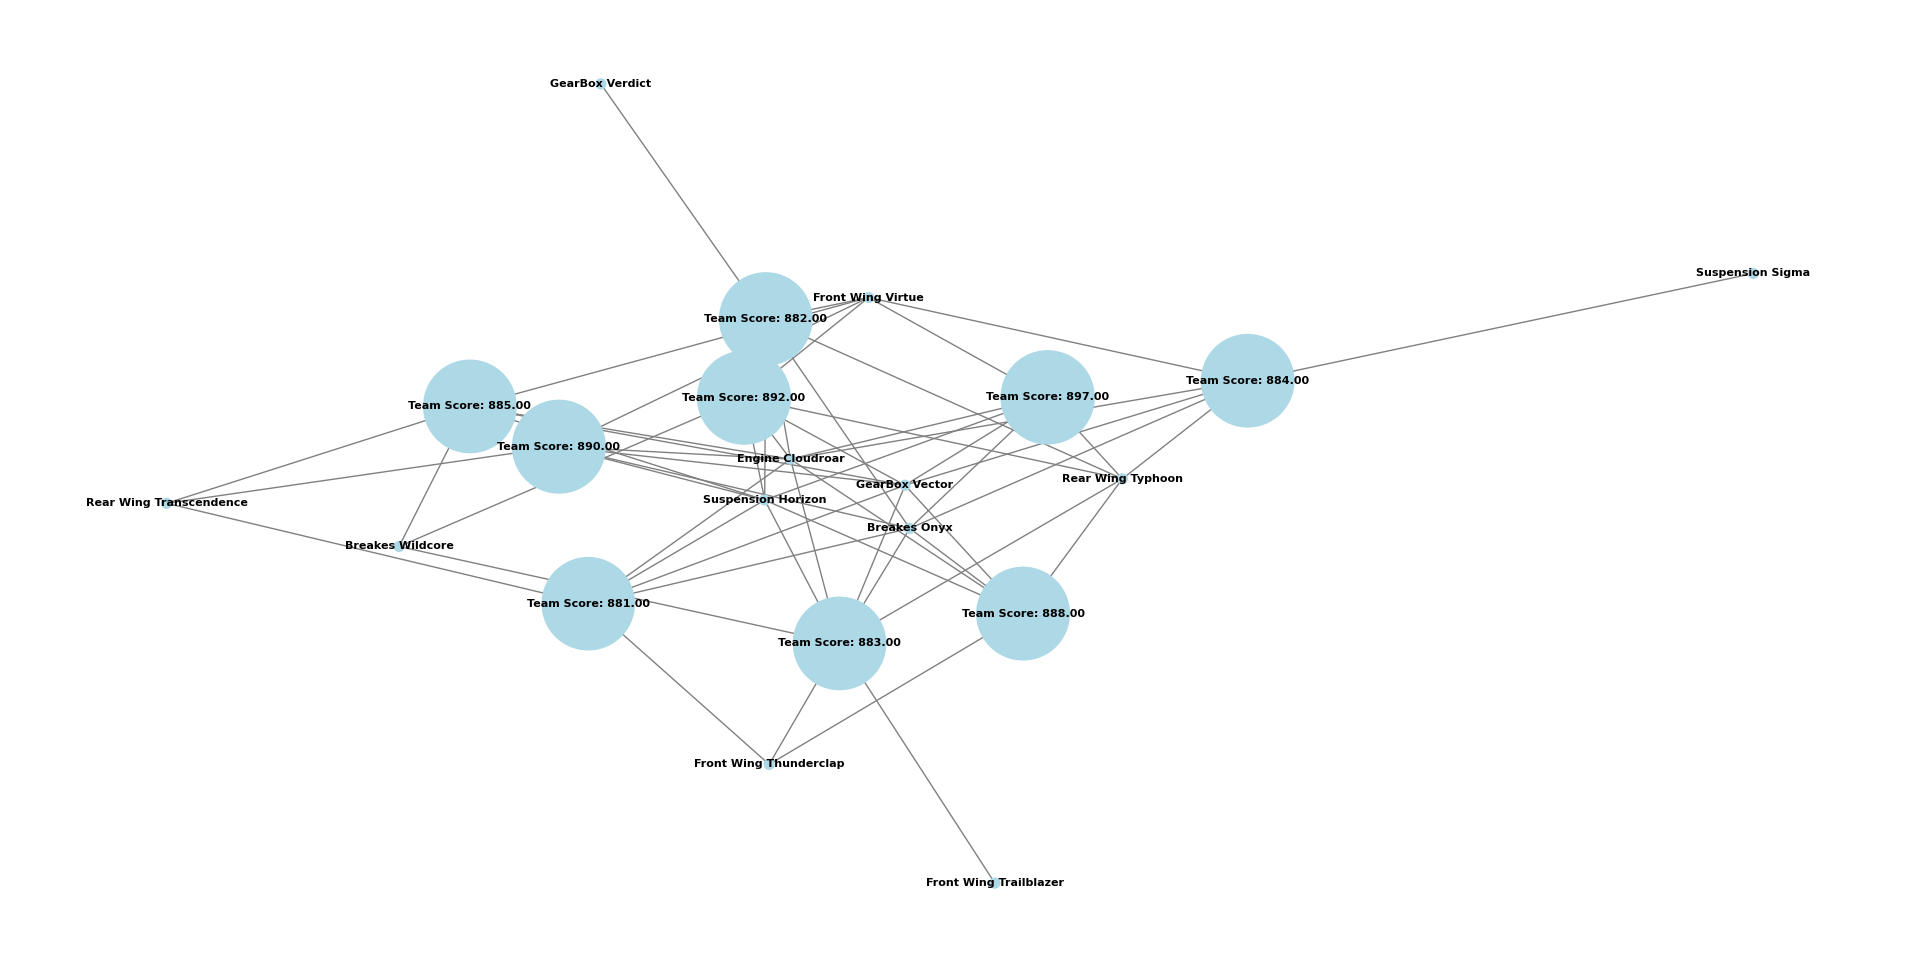 GearBox Verdict
Suspension Sigma
Front Wing Virtue
Team Score: 882.00
Team Score: 884.00
Team Score: 892.00
Team Score: 897.00
Team Score: 885.00
Team Score: 890.00
Engine Cloudroar
Rear Wing Typhoon
GearBox Vector
Suspension Horizon
Rear Wing Transcendence
Breakes Onyx
Breakes Wildcore
Team Score: 881.00
Team Score: 888.00
Team Score: 883.00
Front Wing Thunderclap
Front Wing Trailblazer